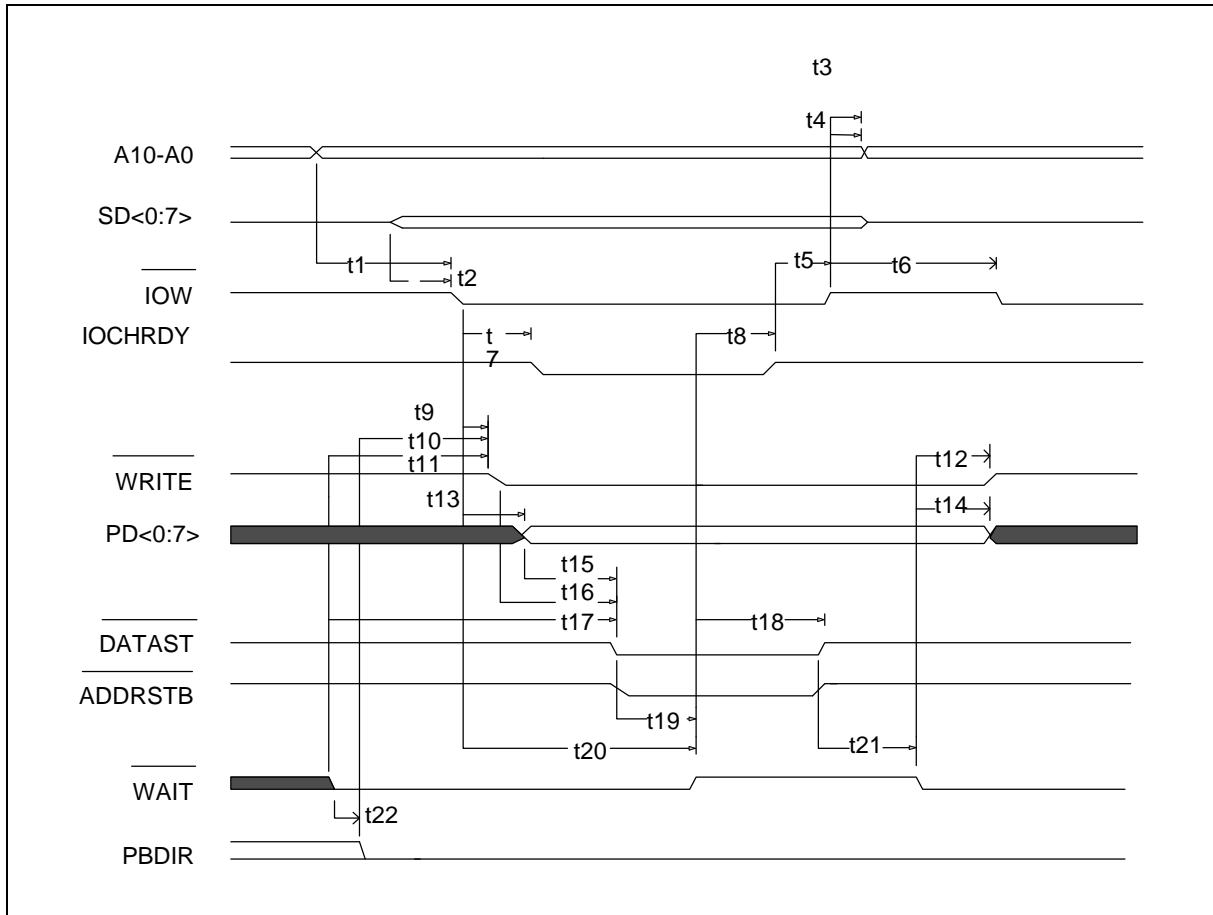 t3
t4
A10-A0
SD<0:7>
t1
t2
t5
t6
IOW
IOCHRDY
t
7
t8
t9
t10
t11
WRITE
t12
t13
t14
PD<0:7>
t15
t16
t17
t18
DATAST
ADDRSTB
t19
t20
t21
WAIT
t22
PBDIR